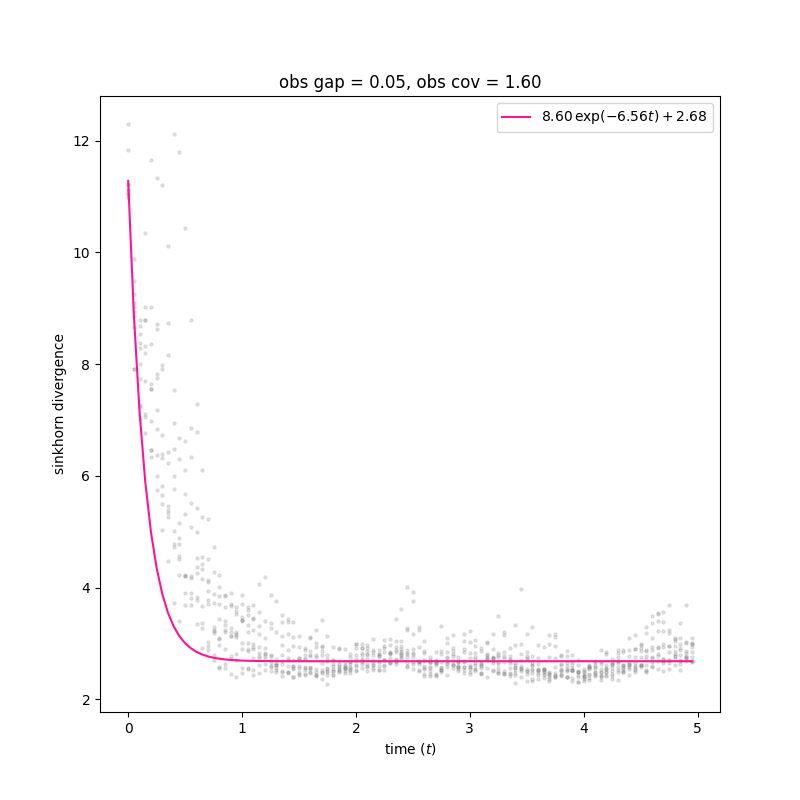 obs gap = 0.05, obs cov = 1.60
8.60 exp(−6.56t) + 2.68
12
10
8
6
4
2
sinkhorn divergence
0 1 2 3 4 5
time (t)